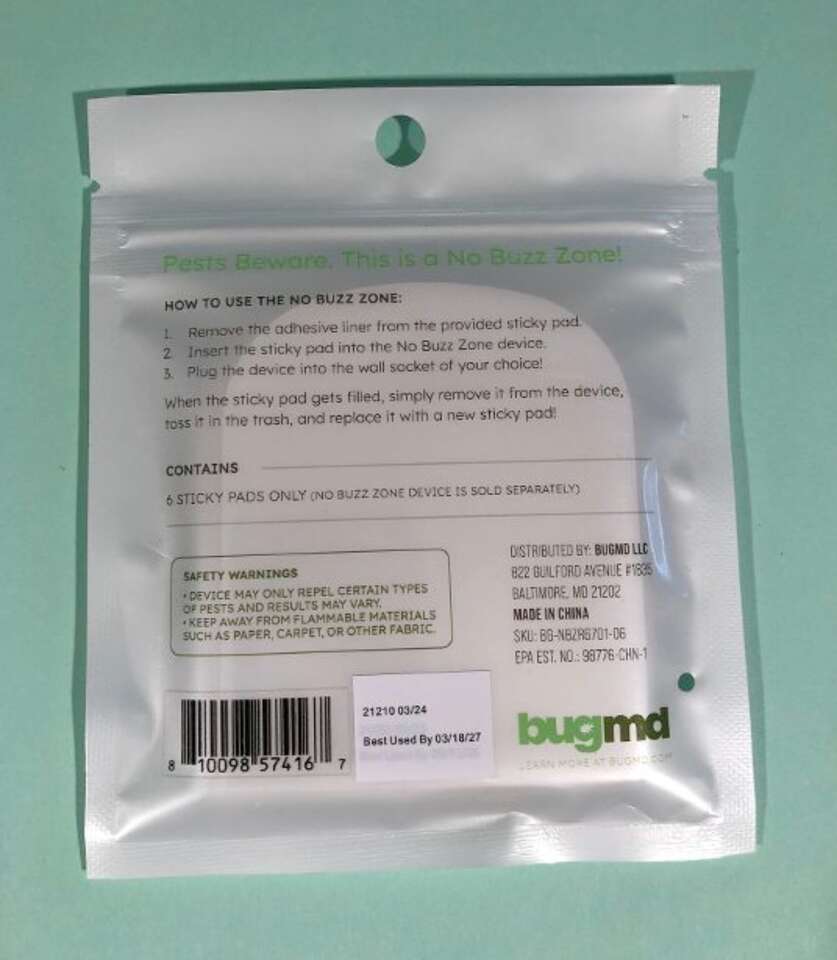 Pests Beware. This is a No Buzz Zone!
HOW TO USE THE NO BUZZ ZONE:
1. Remove the adhesive liner from the provided sticky pad.
2. Insert the sticky pad into the No Buzz Zone device.
3. Plug the device into the wall socket of your choice!
When the sticky pad gets filled, simply remove it from the device,
toss it in the trash, and replace it with a new sticky pad!
CONTAINS
6 STICKY PADS ONLY (NO BUZZ ZONE DEVICE IS SOLD SEPARATELY)
SAFETY WARNINGS
• DEVICE MAY ONLY REPEL CERTAIN TYPES
OF PESTS AND RESULTS MAY VARY.
• KEEP AWAY FROM FLAMMABLE MATERIALS
SUCH AS PAPER, CARPET, OR OTHER FABRIC.
DISTRIBUTED BY: BUGMD LLC
822 GUILFORD AVENUE #1835
BALTIMORE, MD 21202
MADE IN CHINA
EPA EST. NO.: 98776-CHN-1
8 10098 57416 7
21210 03/24
Best Used By 03/18/27
bugmd
LEARN MORE AT BUGMD.COM